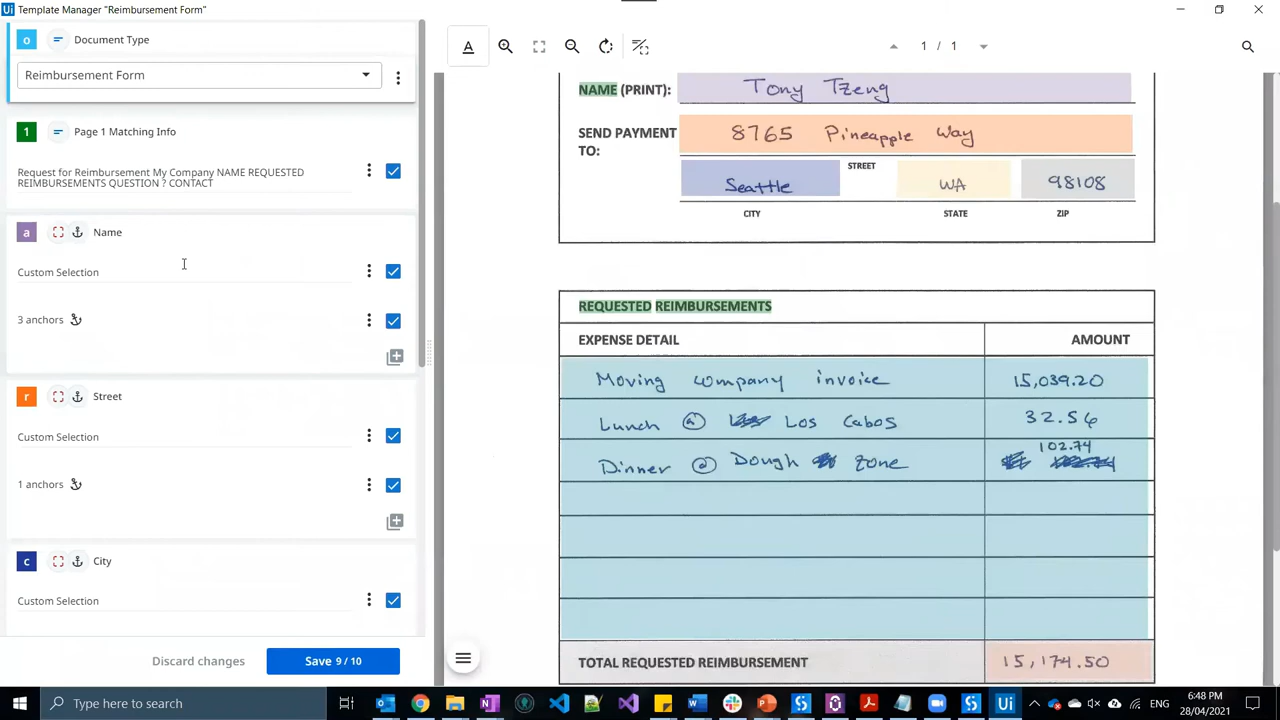 Ui Template Manager "Reimbursement Form"
o Document Type
Reimbursement Form
1 Page 1 Matching Info
Request for Reimbursement My Company NAME REQUESTED
REIMBURSEMENTS QUESTION ? CONTACT
a Name
Custom Selection
3 anchors
r Street
Custom Selection
1 anchors
c City
Custom Selection
Discard changes
Save 9 / 10
A
1 / 1
NAME (PRINT): Tony Tzeng
SEND PAYMENT TO: 8765 Pineapple Way
STREET
Seattle WA 98108
CITY STATE ZIP
REQUESTED REIMBURSEMENTS
EXPENSE DETAIL AMOUNT
Moving company invoice 15,039.20
Lunch @ Los Cabos 32.56
Dinner @ Dough zone 102.74
TOTAL REQUESTED REIMBURSEMENT 15,174.50
Type here to search
Ui
ENG
6:48 PM
28/04/2021